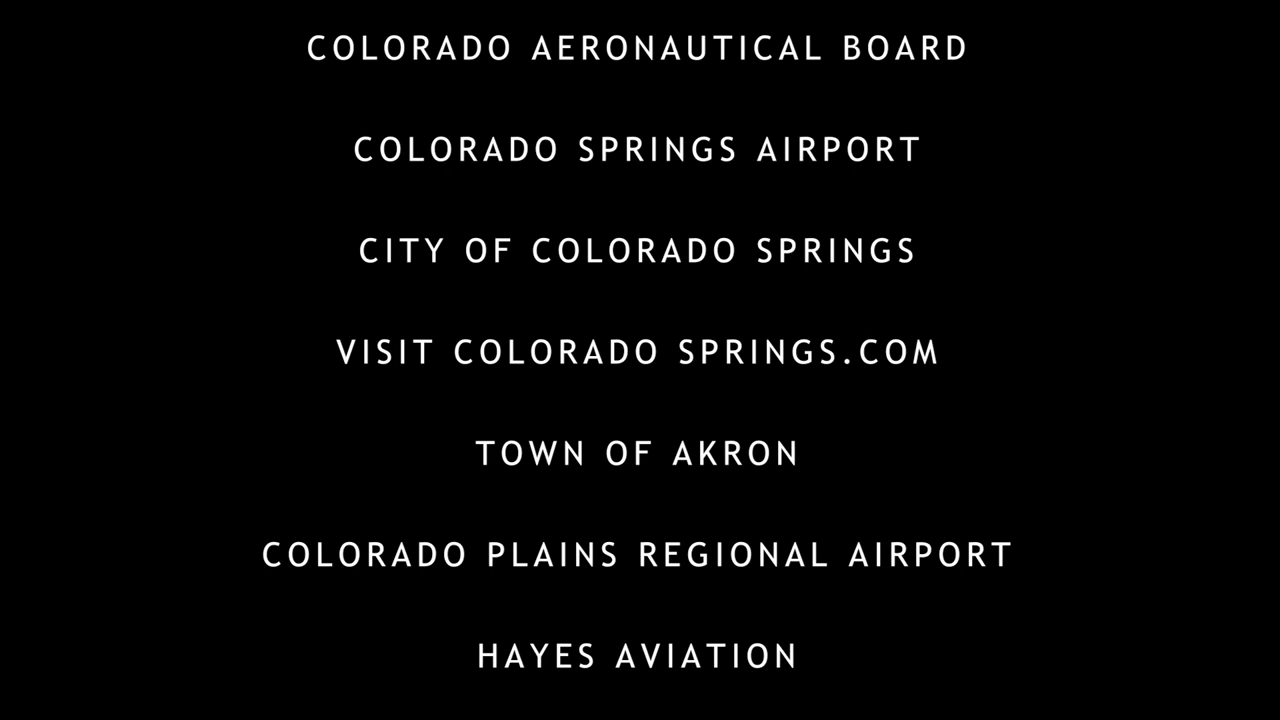 COLORADO AERONAUTICAL BOARD
COLORADO SPRINGS AIRPORT
CITY OF COLORADO SPRINGS
VISIT COLORADO SPRINGS.COM
TOWN OF AKRON
COLORADO PLAINS REGIONAL AIRPORT
HAYES AVIATION